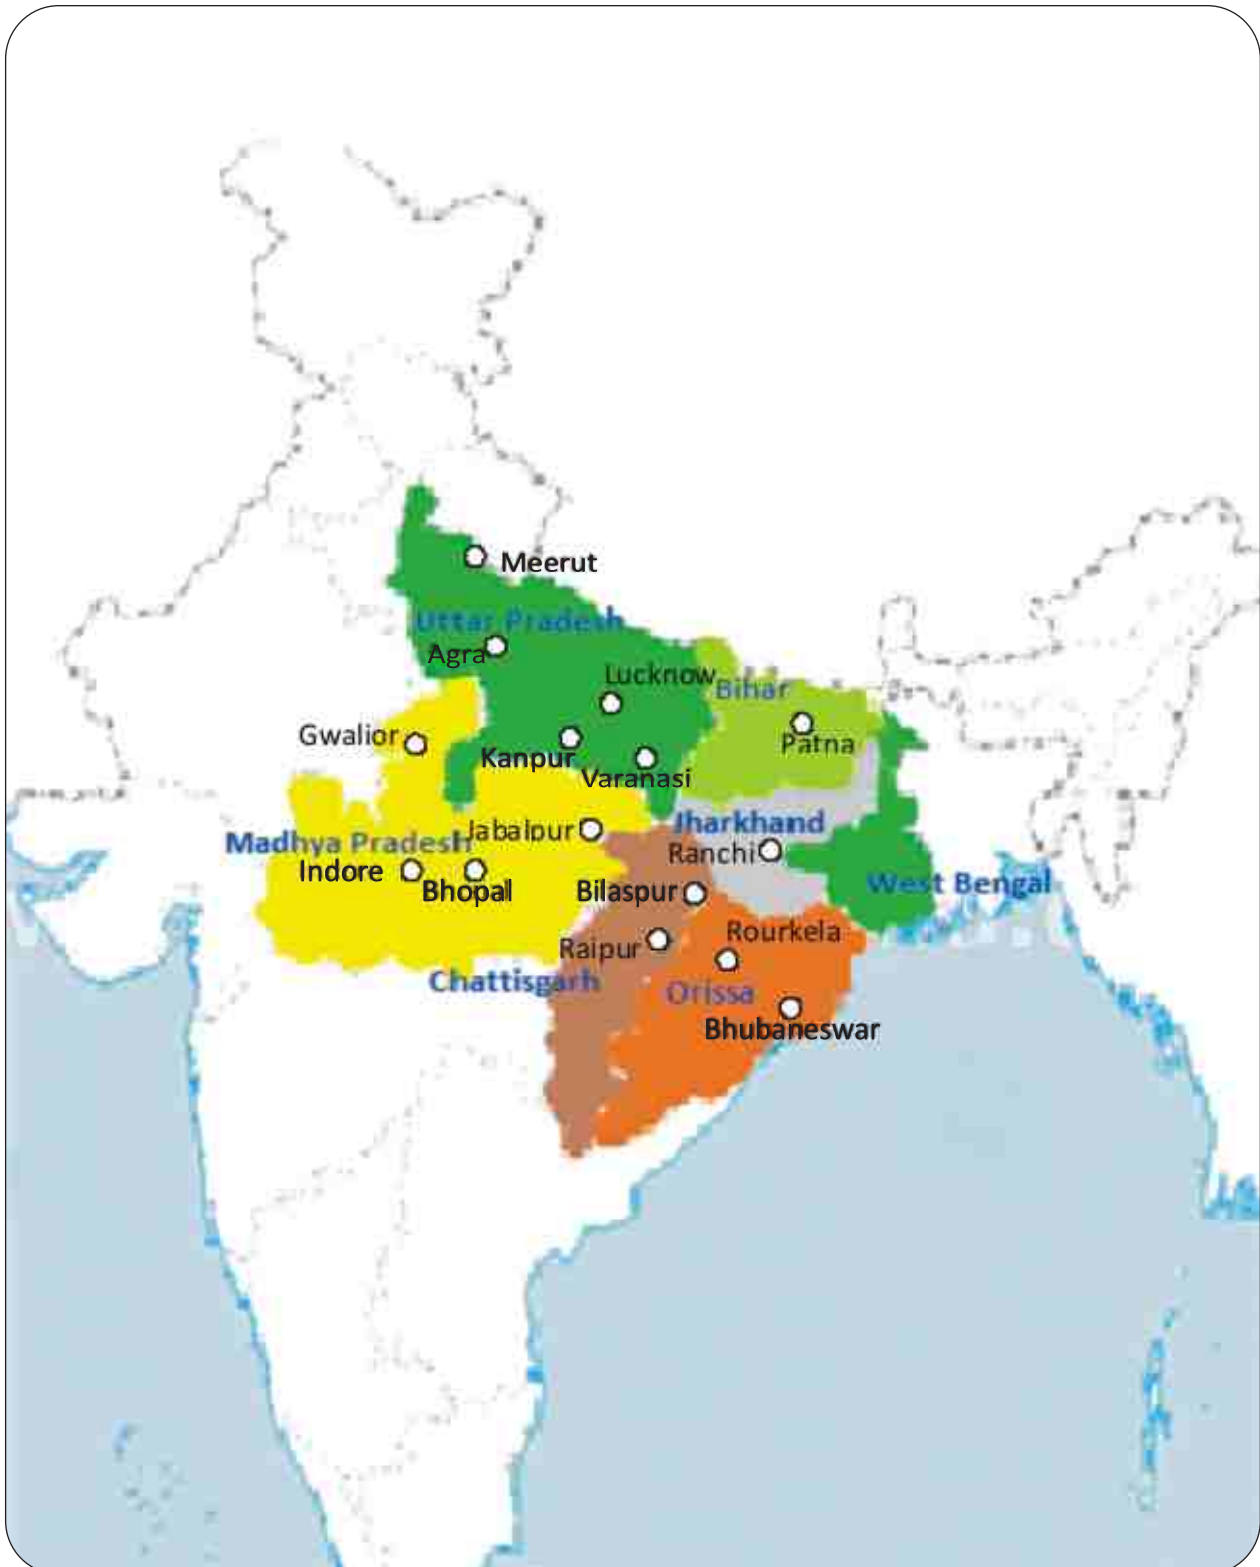 Meerut
Uttar Pradesh
Agra
Lucknow
Bihar
Gwalior
Patna
Kanpur
Varanasi
Jharkhand
Jabalpur
Madhya Pradesh
Ranchi
Indore
Bhopal
Bilaspur
West Bengal
Rourkela
Raipur
Chattisgarh
Orissa
Bhubaneswar